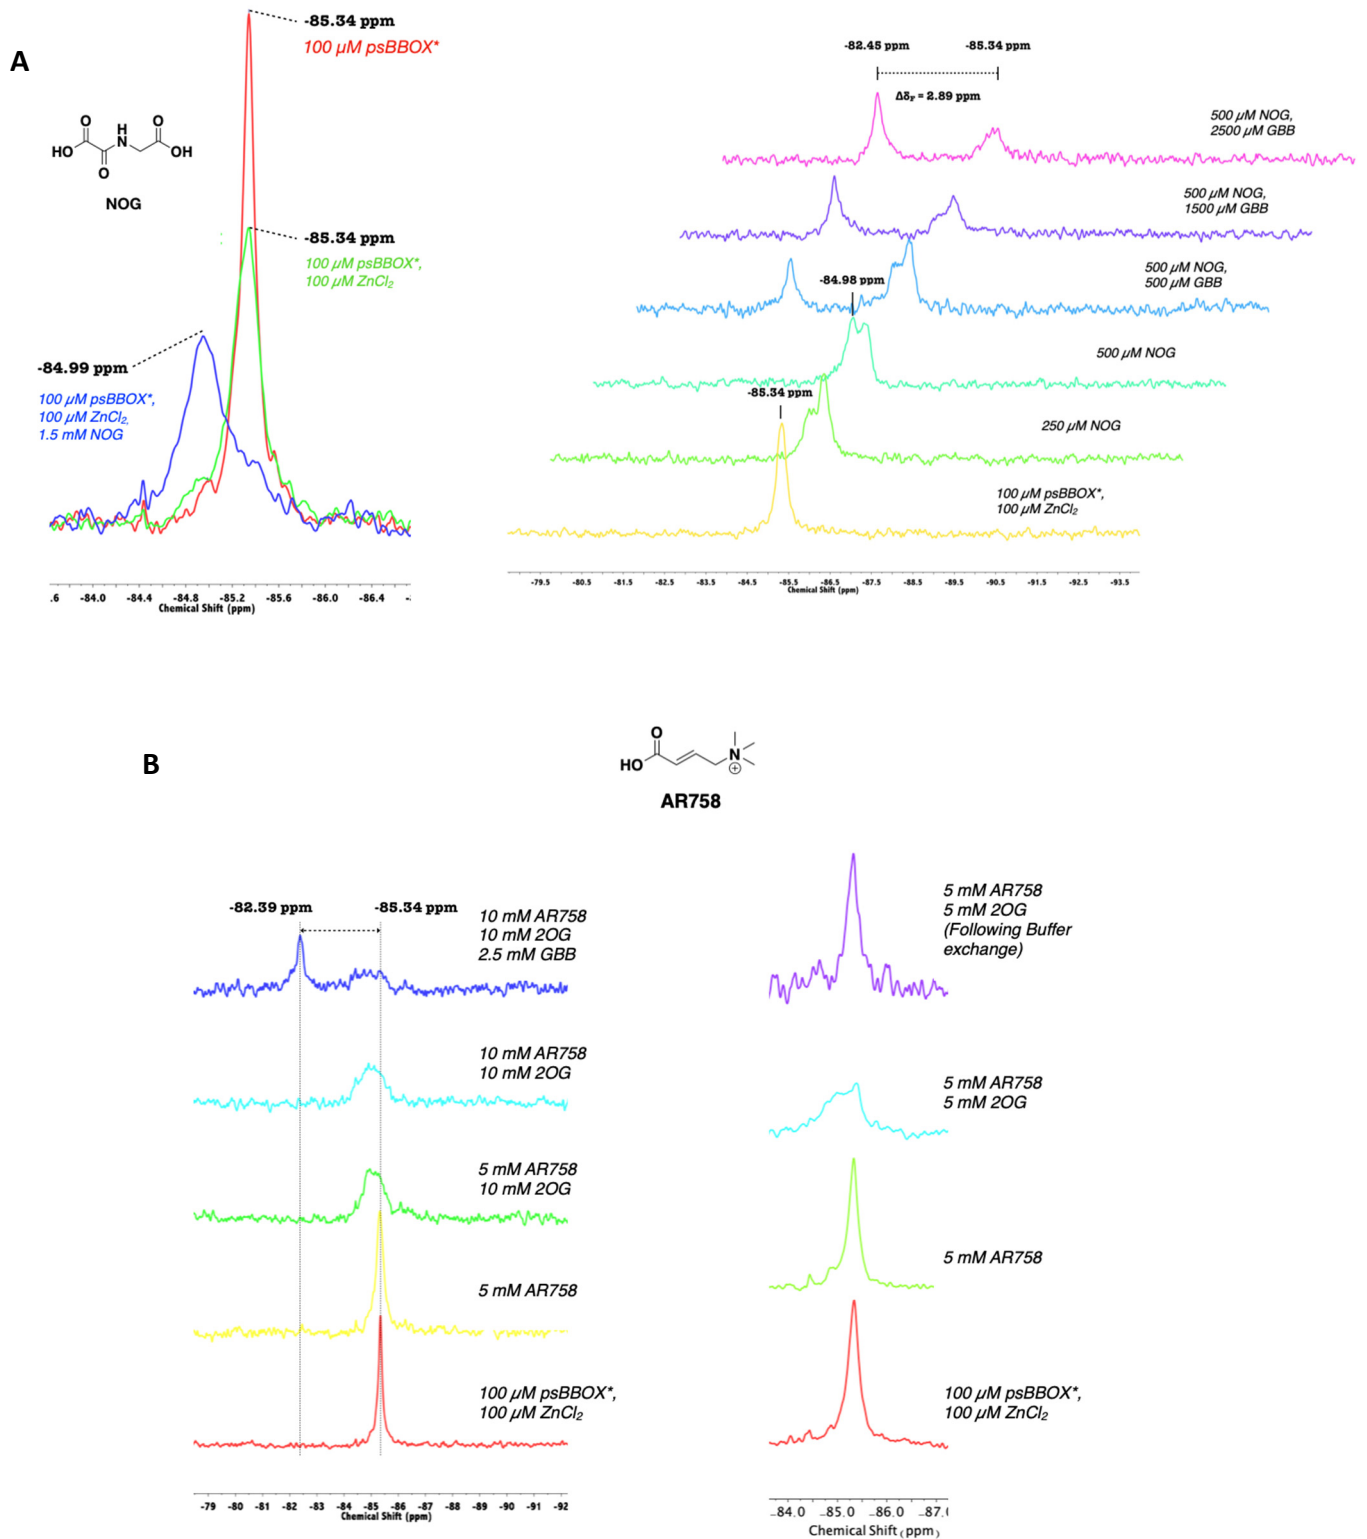 A
-85.34 ppm
100 µM psBBOX*
O
O
HO
H
N
OH
O
NOG
-85.34 ppm
100 µM psBBOX*,
100 µM ZnCl₂
-84.99 ppm
100 µM psBBOX*,
100 µM ZnCl₂,
1.5 mM NOG
.6 -84.0 -84.4 -84.8 -85.2 -85.6 -86.0 -86.4
Chemical Shift (ppm)
-82.45 ppm -85.34 ppm
ΔδF = 2.89 ppm
500 µM NOG,
2500 µM GBB
500 µM NOG,
1500 µM GBB
500 µM NOG,
500 µM GBB
-84.98 ppm
500 µM NOG
-85.34 ppm
250 µM NOG
100 µM psBBOX*,
100 µM ZnCl₂
-79.5 -80.5 -81.5 -82.5 -83.5 -84.5 -85.5 -86.5 -87.5 -88.5 -89.5 -90.5 -91.5 -92.5 -93.5
Chemical Shift (ppm)
B
O
HO
N
+
AR758
-82.39 ppm -85.34 ppm
10 mM AR758
10 mM 2OG
2.5 mM GBB
10 mM AR758
10 mM 2OG
5 mM AR758
10 mM 2OG
5 mM AR758
100 µM psBBOX*,
100 µM ZnCl₂
-79 -80 -81 -82 -83 -84 -85 -86 -87 -88 -89 -90 -91 -92
Chemical Shift (ppm)
5 mM AR758
5 mM 2OG
(Following Buffer
exchange)
5 mM AR758
5 mM 2OG
5 mM AR758
100 µM psBBOX*,
100 µM ZnCl₂
-84.0 -85.0 -86.0 -87.
Chemical Shift (ppm)